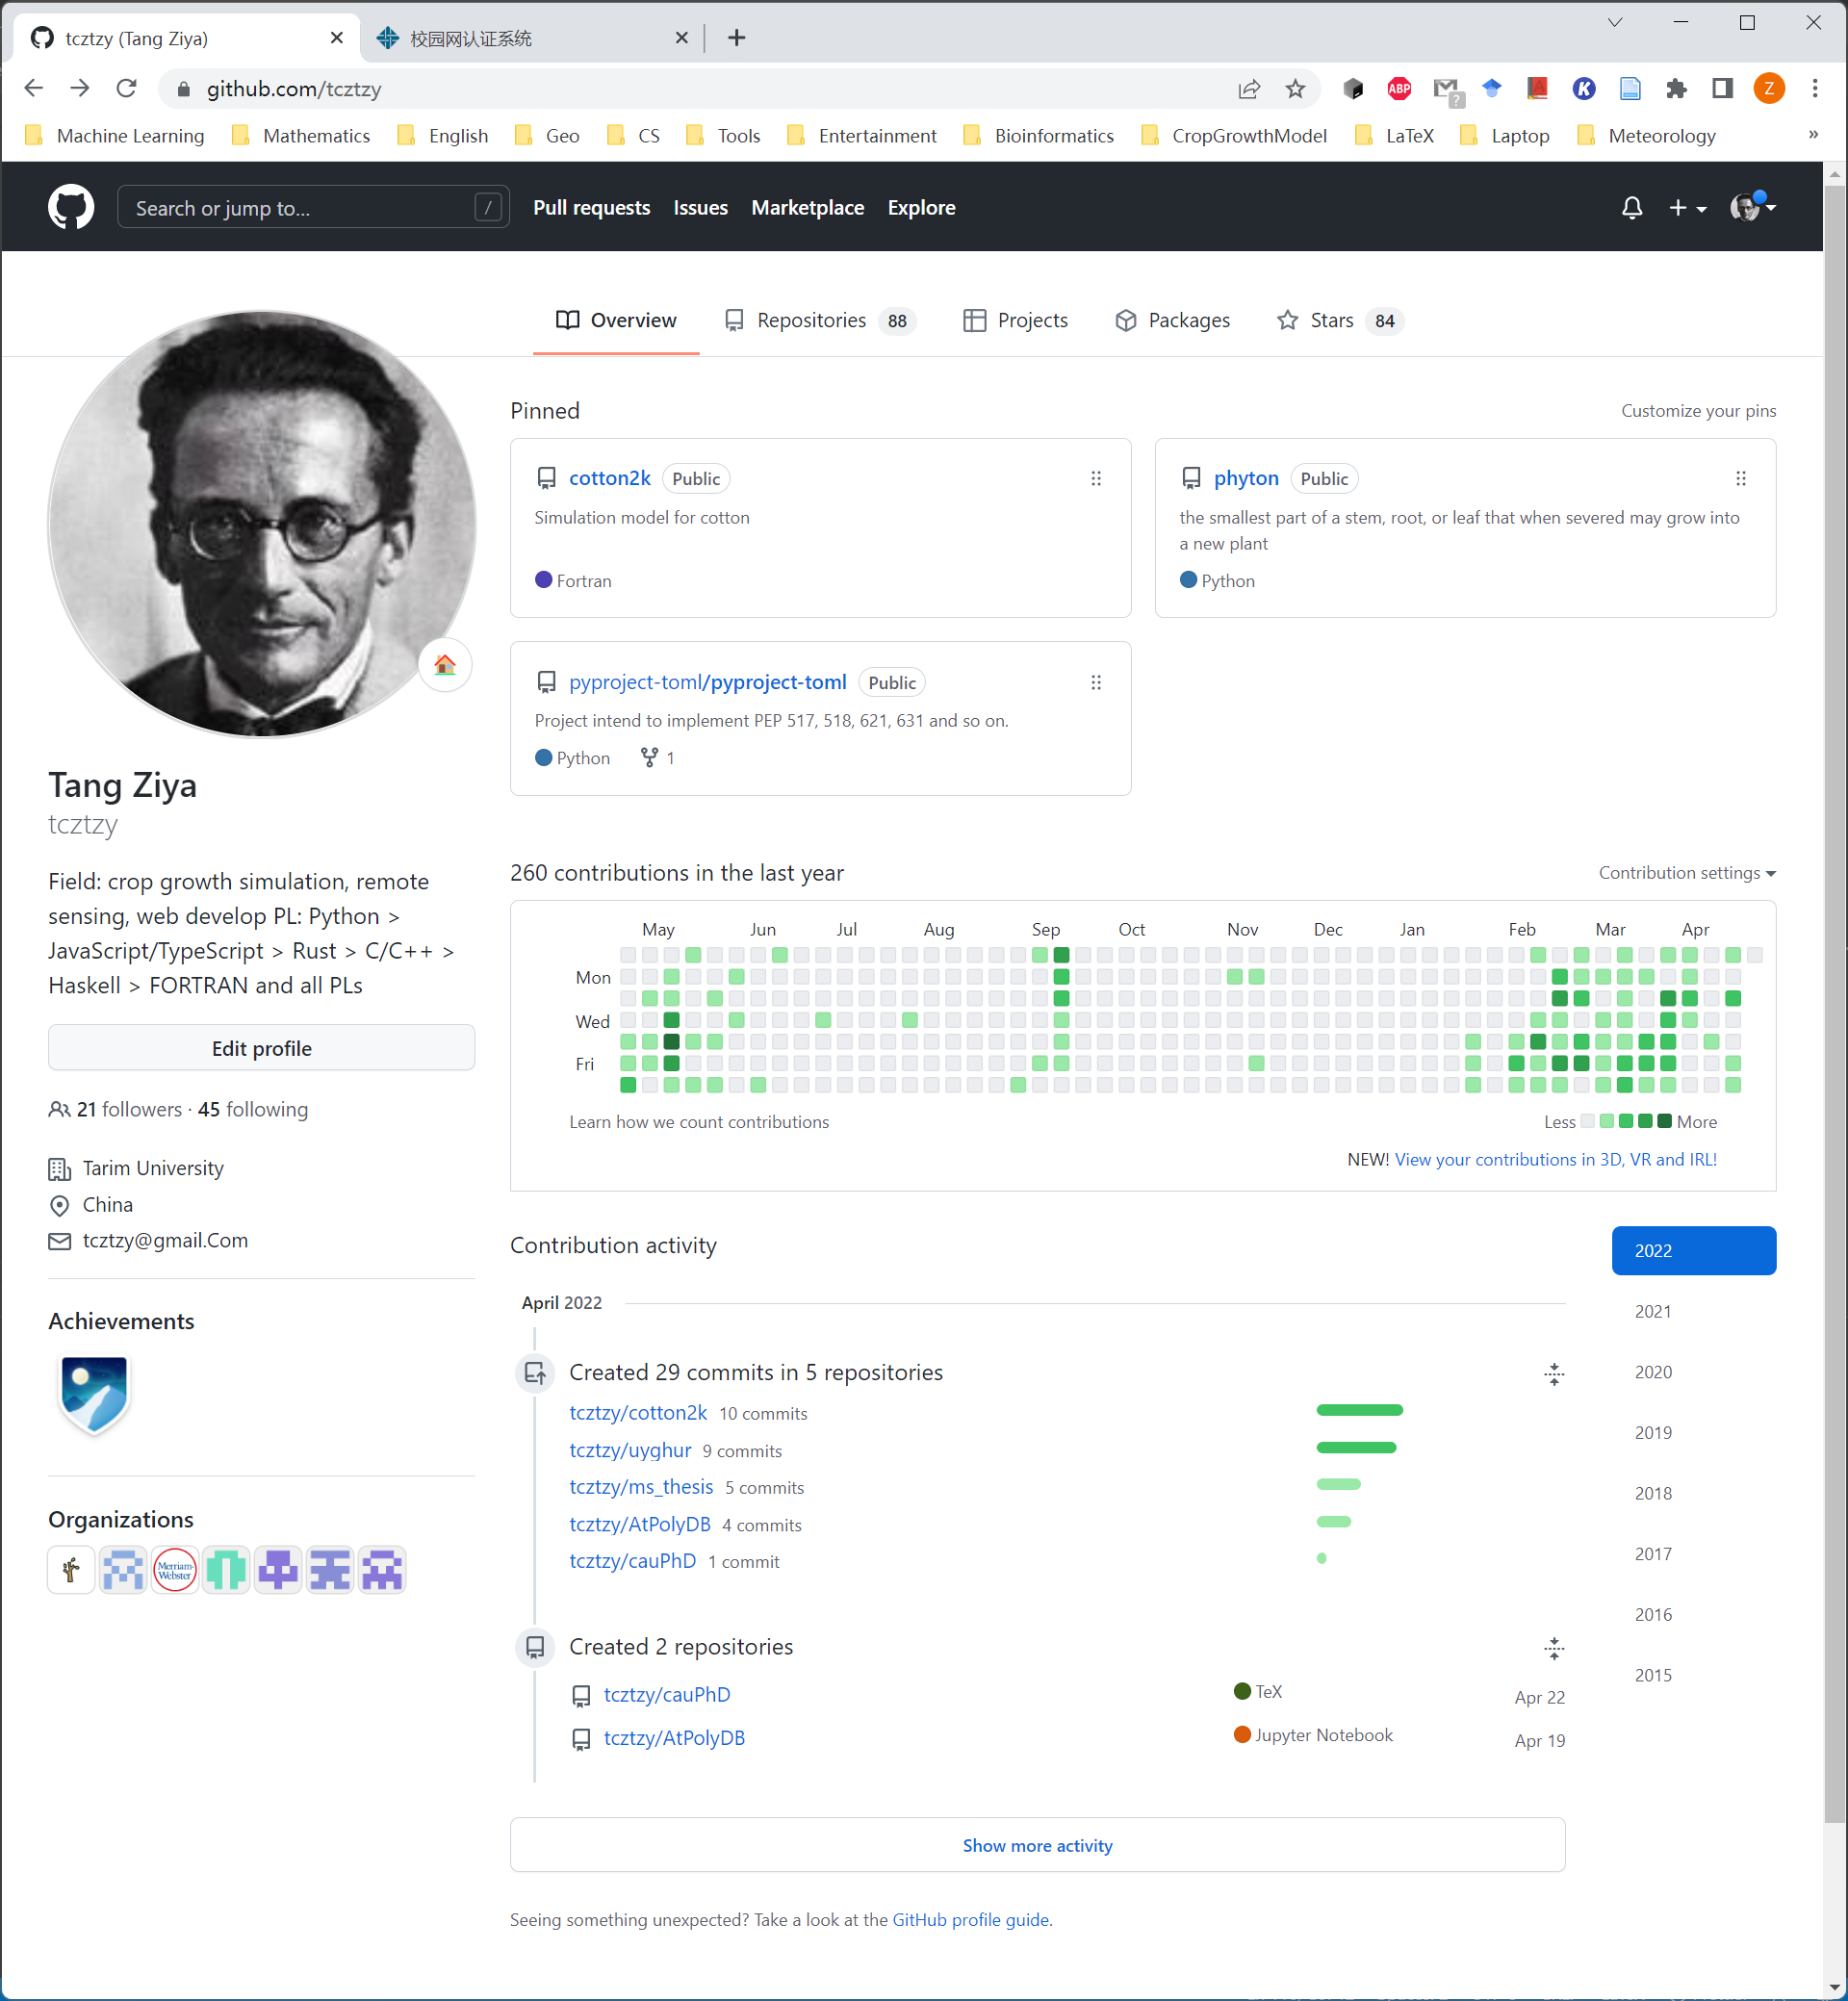 tcztzy (Tang Ziya)
校园网认证系统
github.com/tcztzy
ABP
?
K
Z
Machine Learning
Mathematics
English
Geo
CS
Tools
Entertainment
Bioinformatics
CropGrowthModel
LaTeX
Laptop
Meteorology
»
Search or jump to...
/
Pull requests
Issues
Marketplace
Explore
Overview
Repositories 88
Projects
Packages
Stars 84
Pinned
Customize your pins
cotton2k Public
Simulation model for cotton
Fortran
phyton Public
the smallest part of a stem, root, or leaf that when severed may grow into
a new plant
Python
pyproject-toml/pyproject-toml Public
Project intend to implement PEP 517, 518, 621, 631 and so on.
Python 1
Tang Ziya
tcztzy
Field: crop growth simulation, remote
sensing, web develop PL: Python >
JavaScript/TypeScript > Rust > C/C++ >
Haskell > FORTRAN and all PLs
Edit profile
21 followers · 45 following
Tarim University
China
tcztzy@gmail.Com
Achievements
Organizations
Merriam-
Webster
260 contributions in the last year
Contribution settings
May Jun Jul Aug Sep Oct Nov Dec Jan Feb Mar Apr
Mon
Wed
Fri
Learn how we count contributions
Less More
NEW! View your contributions in 3D, VR and IRL!
Contribution activity
2022
2021
2020
2019
2018
2017
2016
2015
April 2022
Created 29 commits in 5 repositories
tcztzy/cotton2k 10 commits
tcztzy/uyghur 9 commits
tcztzy/ms_thesis 5 commits
tcztzy/AtPolyDB 4 commits
tcztzy/cauPhD 1 commit
Created 2 repositories
tcztzy/cauPhD TeX Apr 22
tcztzy/AtPolyDB Jupyter Notebook Apr 19
Show more activity
Seeing something unexpected? Take a look at the GitHub profile guide.